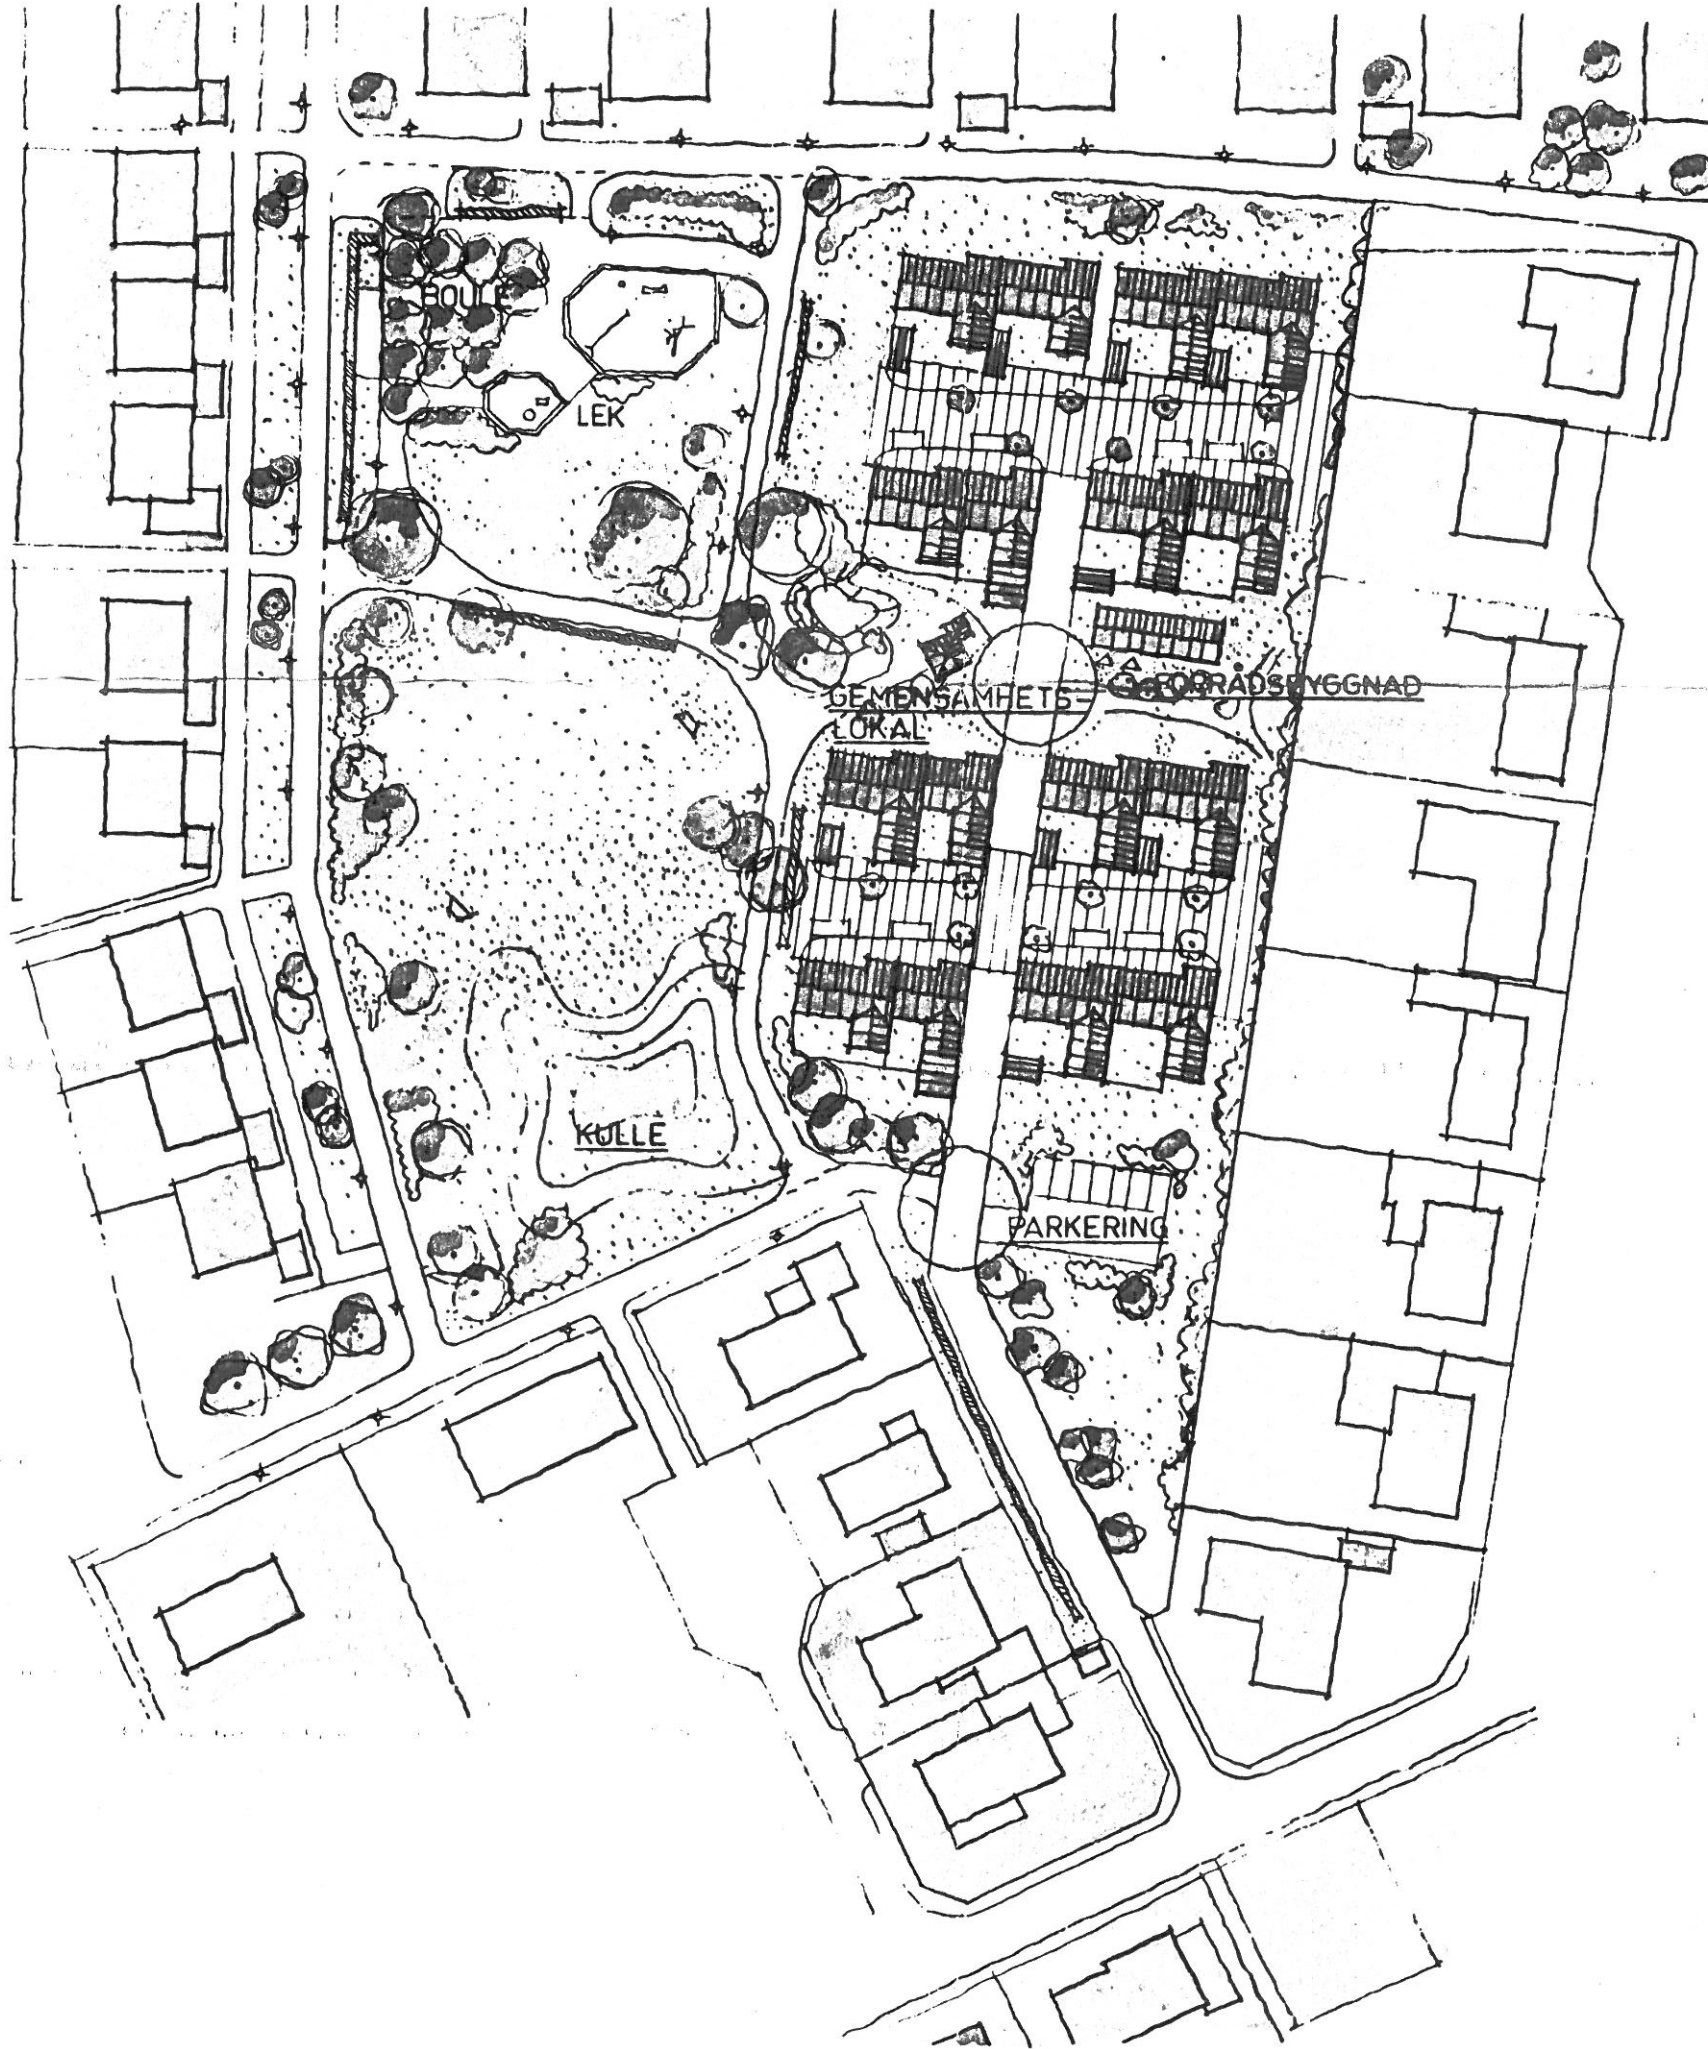 BOULE
LEK
GEMENSAMHETS-
LOKAL
FÖRRÅDSBYGGNAD
KULLE
PARKERING